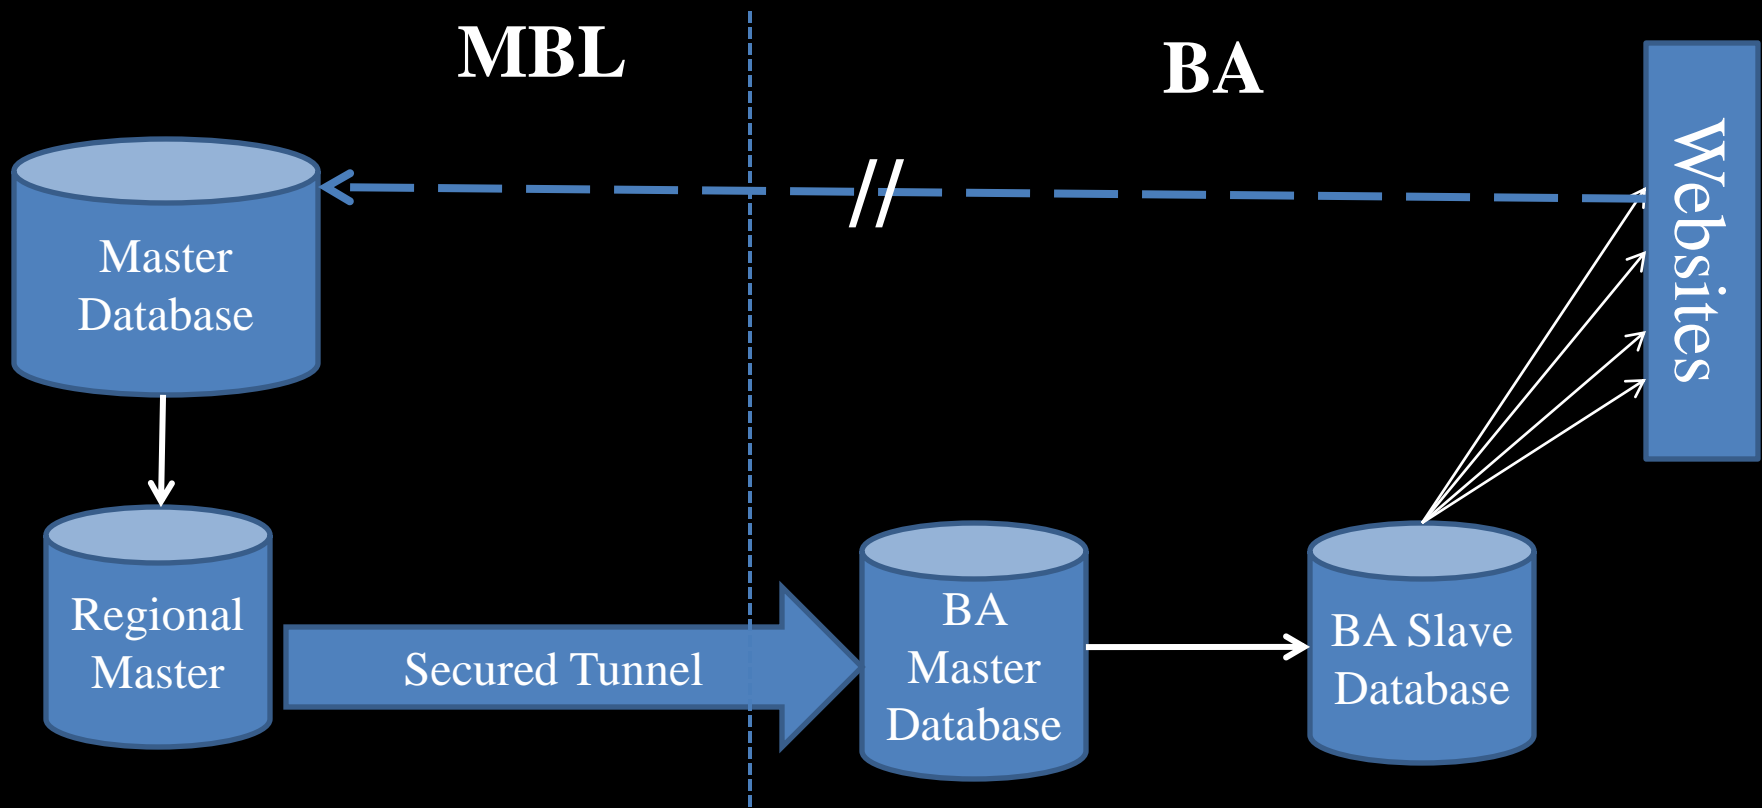 MBL
BA
Websites
Master
Database
Regional
Master
Secured Tunnel
BA
Master
Database
BA Slave
Database